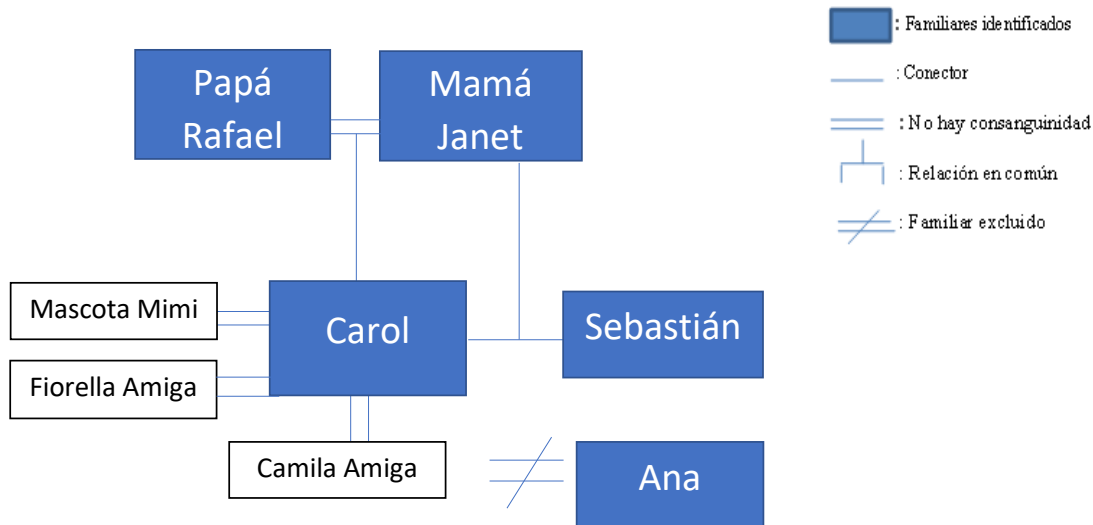 Papá
Rafael
Mamá
Janet
Mascota Mimi
Carol
Sebastián
Fiorella Amiga
Camila Amiga
Ana
: Familiares identificados
: Conector
: No hay consanguinidad
: Relación en común
: Familiar excluido